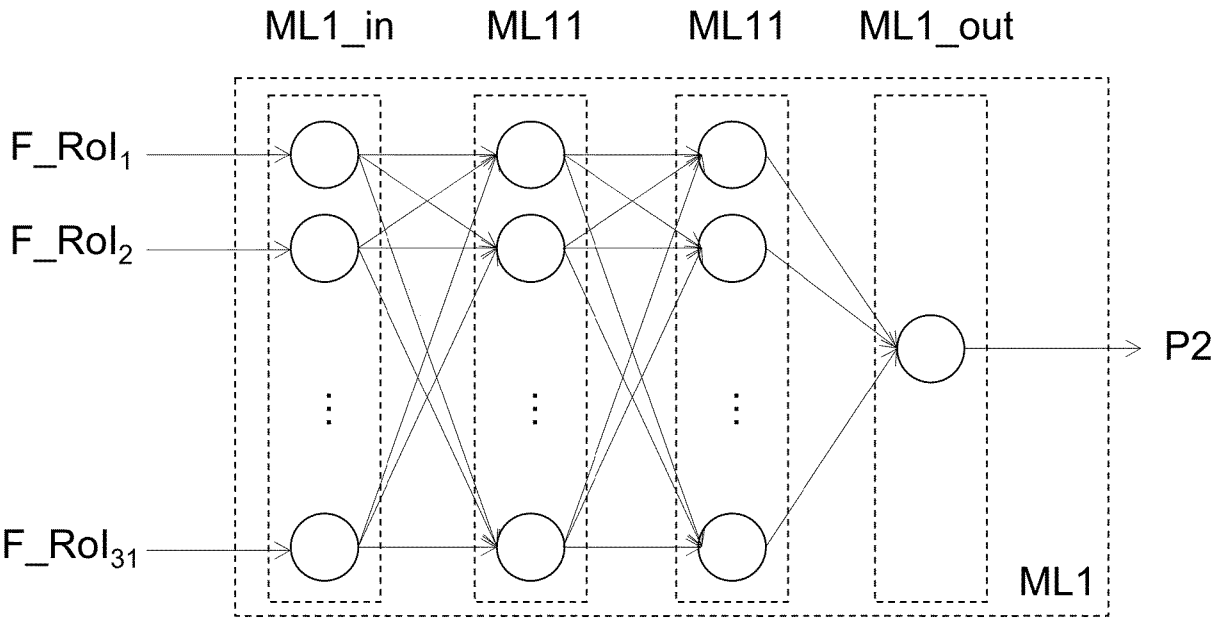 ML1_in ML11 ML11 ML1_out
F_RoI₁
F_RoI₂
⋮ ⋮ ⋮
P2
F_RoI₃₁
ML1